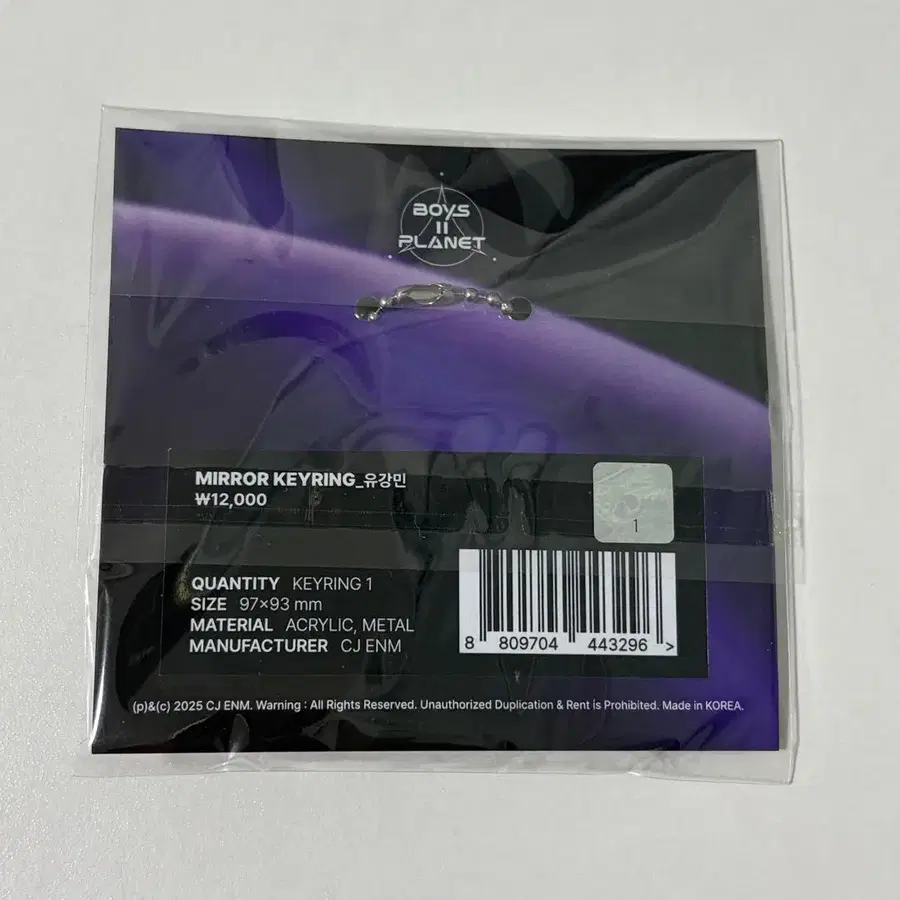 BOYS
II
PLANET
MIRROR KEYRING_유강민
₩12,000
1
QUANTITY KEYRING 1
SIZE 97×93 mm
MATERIAL ACRYLIC, METAL
MANUFACTURER CJ ENM
8 809704 443296 >
(p)&(c) 2025 CJ ENM. Warning : All Rights Reserved. Unauthorized Duplication & Rent is Prohibited. Made in KOREA.